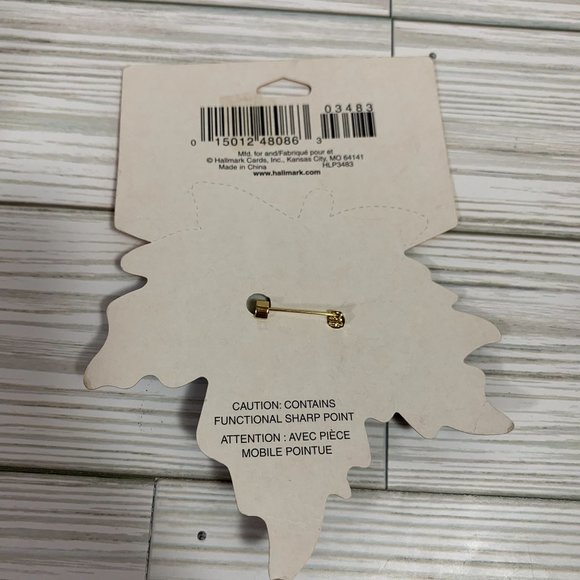 03483
0 15012 48086 3
Mfd. for and/Fabriqué pour et
© Hallmark Cards, Inc., Kansas City, MO 64141
Made in China HLP3483
www.hallmark.com
CAUTION: CONTAINS
FUNCTIONAL SHARP POINT
ATTENTION : AVEC PIÈCE
MOBILE POINTUE